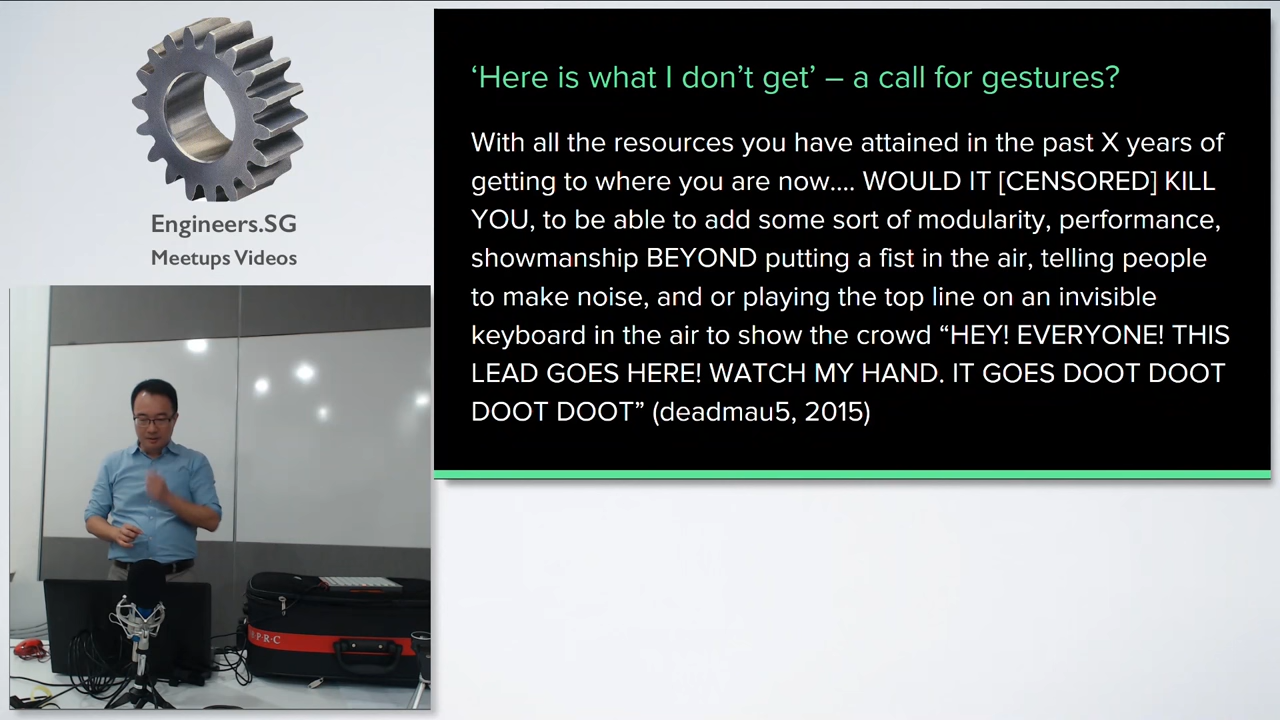 Engineers.SG
Meetups Videos
‘Here is what I don’t get’ – a call for gestures?
With all the resources you have attained in the past X years of
getting to where you are now.... WOULD IT [CENSORED] KILL
YOU, to be able to add some sort of modularity, performance,
showmanship BEYOND putting a fist in the air, telling people
to make noise, and or playing the top line on an invisible
keyboard in the air to show the crowd “HEY! EVERYONE! THIS
LEAD GOES HERE! WATCH MY HAND. IT GOES DOOT DOOT
DOOT DOOT” (deadmau5, 2015)
P·R·C